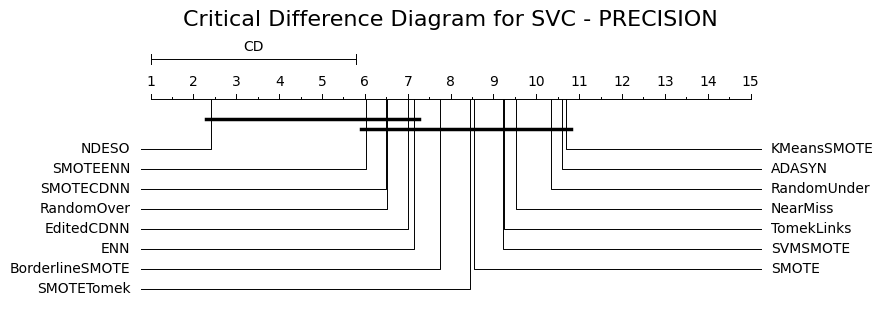 Critical Difference Diagram for SVC - PRECISION
CD
1 2 3 4 5 6 7 8 9 10 11 12 13 14 15
NDESO KMeansSMOTE
SMOTEENN ADASYN
SMOTECDNN RandomUnder
RandomOver NearMiss
EditedCDNN TomekLinks
ENN SVMSMOTE
BorderlineSMOTE SMOTE
SMOTETomek